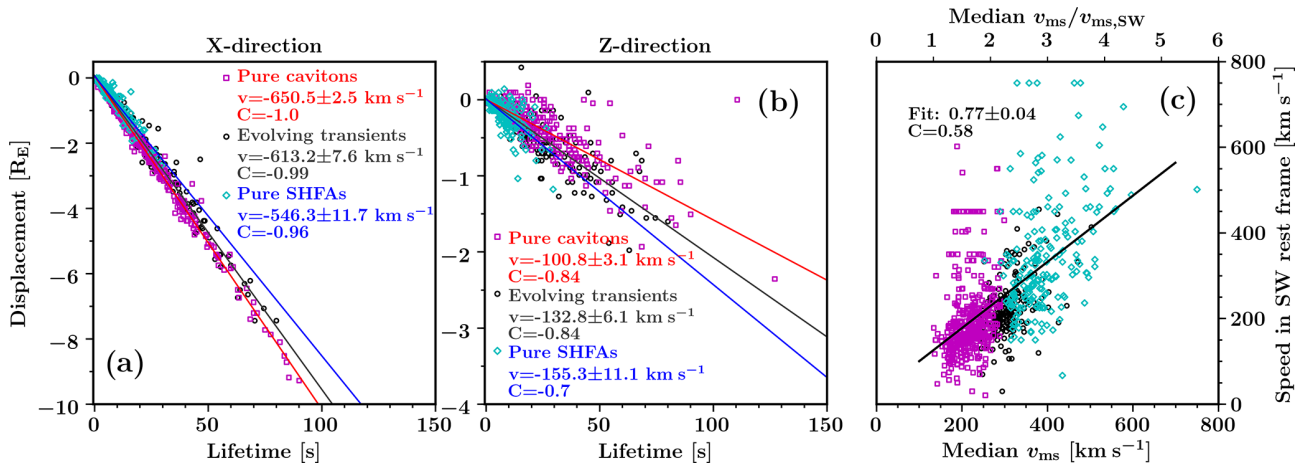 X-direction
Displacement [R_E]
0
−2
−4
−6
−8
−10
0
50
100
150
Lifetime [s]
(a)
Pure cavitons
v=-650.5±2.5 km s⁻¹
C=-1.0
Evolving transients
v=-613.2±7.6 km s⁻¹
C=-0.99
Pure SHFAs
v=-546.3±11.7 km s⁻¹
C=-0.96
Z-direction
0
−1
−2
−3
−4
0
50
100
150
Lifetime [s]
(b)
Pure cavitons
v=-100.8±3.1 km s⁻¹
C=-0.84
Evolving transients
v=-132.8±6.1 km s⁻¹
C=-0.84
Pure SHFAs
v=-155.3±11.1 km s⁻¹
C=-0.7
Median v_ms/v_ms,SW
0 1 2 3 4 5 6
(c)
Fit: 0.77±0.04
C=0.58
800
600
400
200
0
Speed in SW rest frame [km s⁻¹]
0 200 400 600 800
Median v_ms [km s⁻¹]